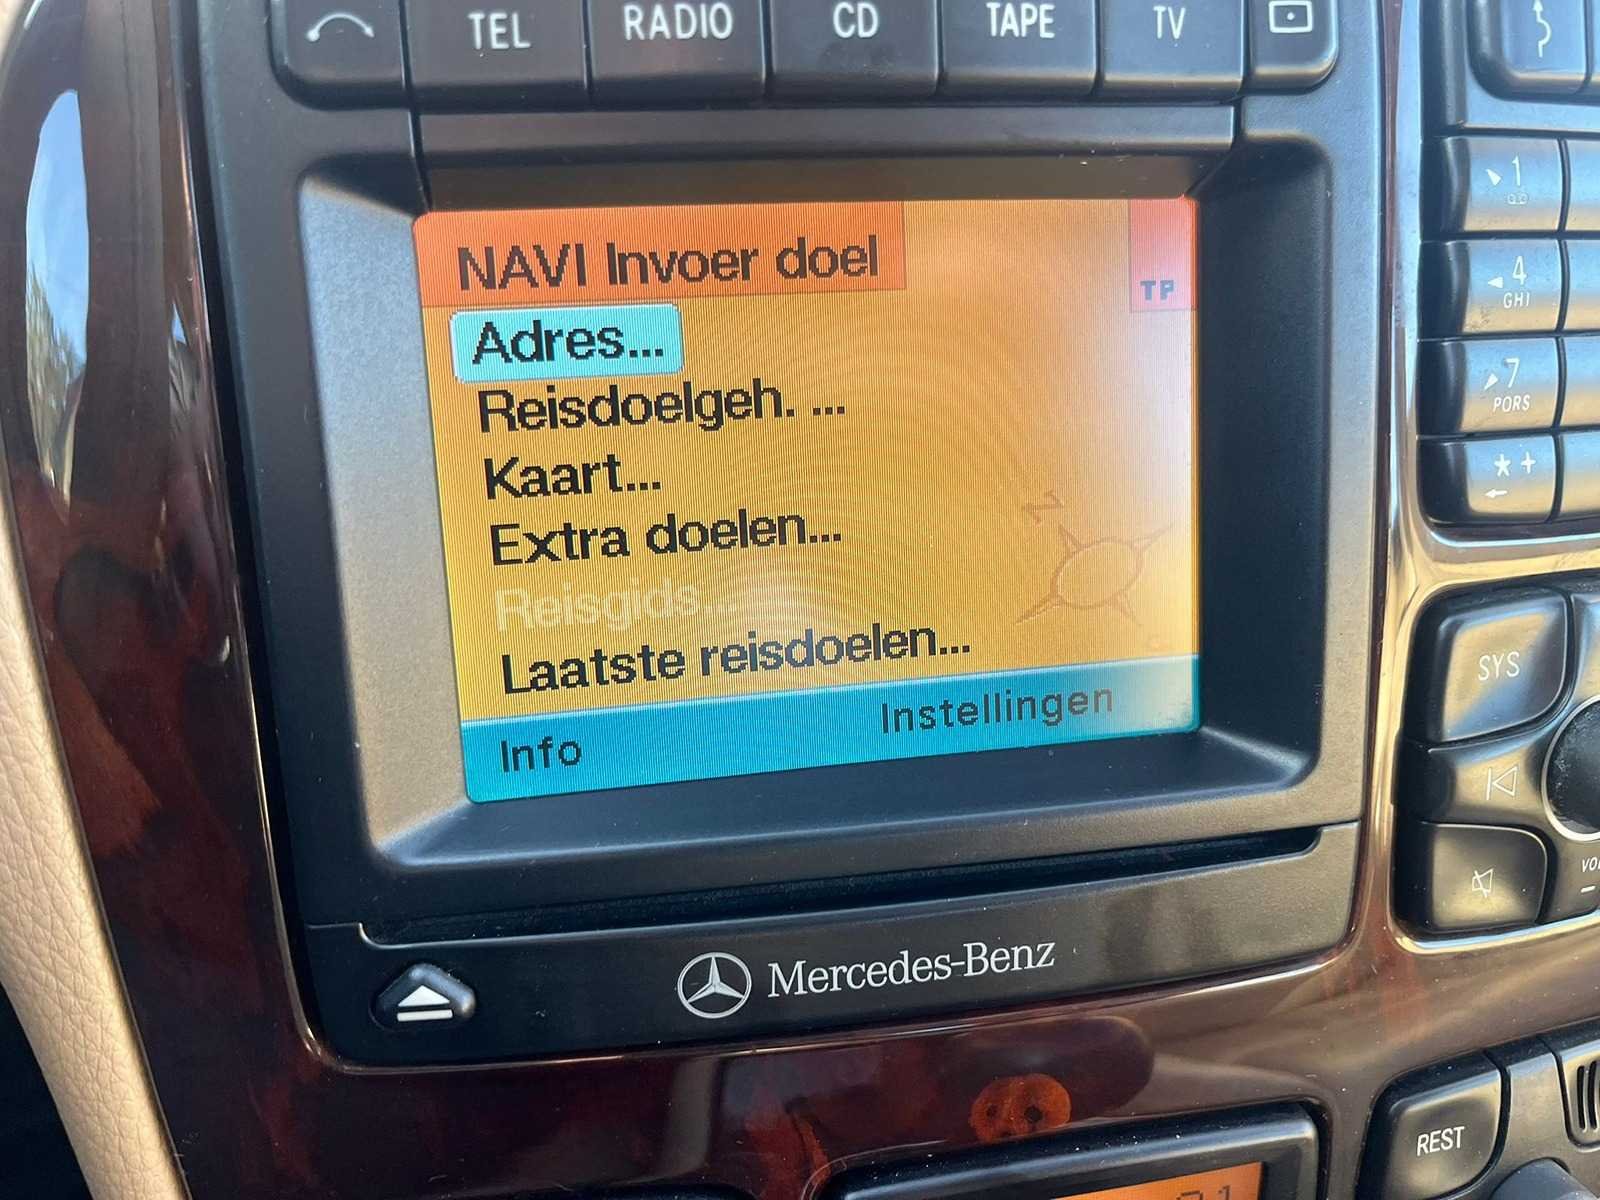 TEL RADIO CD TAPE TV
NAVI Invoer doel
TP
Adres...
Reisdoelgeh. ...
Kaart...
Extra doelen...
Reisgids...
Laatste reisdoelen...
Info Instellingen
Mercedes-Benz
1
4
GHI
7
PQRS
* +
SYS
REST
N